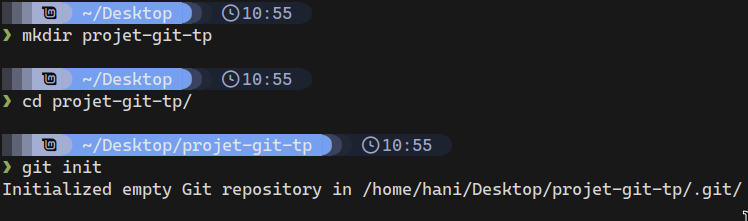 ~/Desktop 10:55
❯ mkdir projet-git-tp
~/Desktop 10:55
❯ cd projet-git-tp/
~/Desktop/projet-git-tp 10:55
❯ git init
Initialized empty Git repository in /home/hani/Desktop/projet-git-tp/.git/